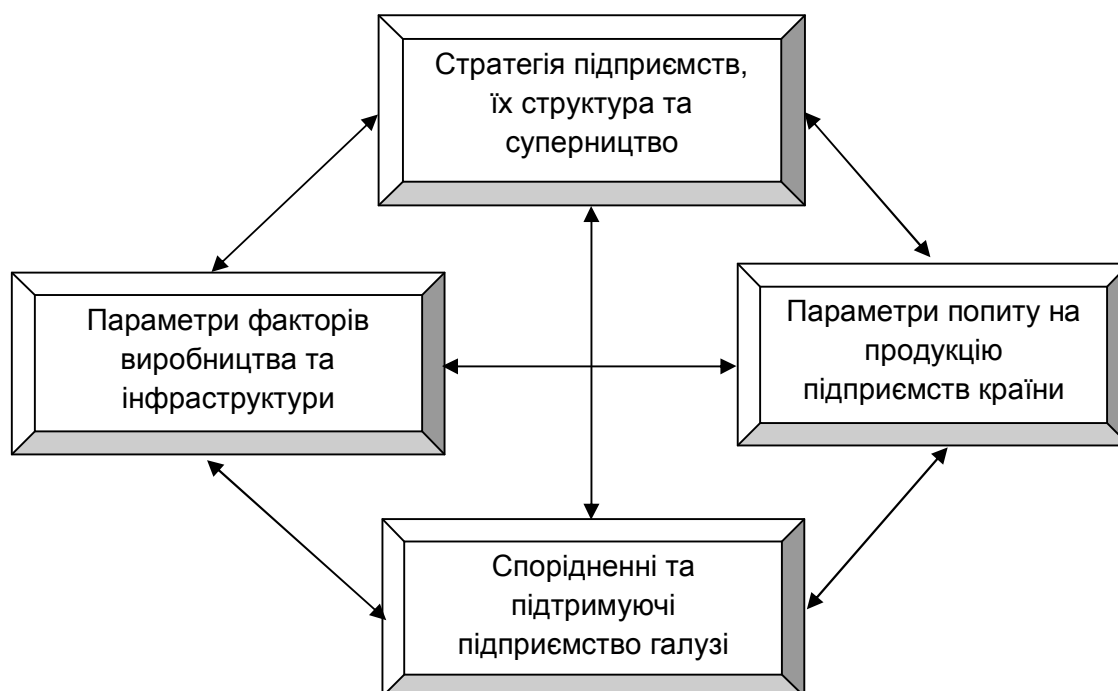 Стратегія підприємств,
їх структура та
суперництво
Параметри факторів
виробництва та
інфраструктури
Параметри попиту на
продукцію
підприємств країни
Спорідненні та
підтримуючі
підприємство галузі